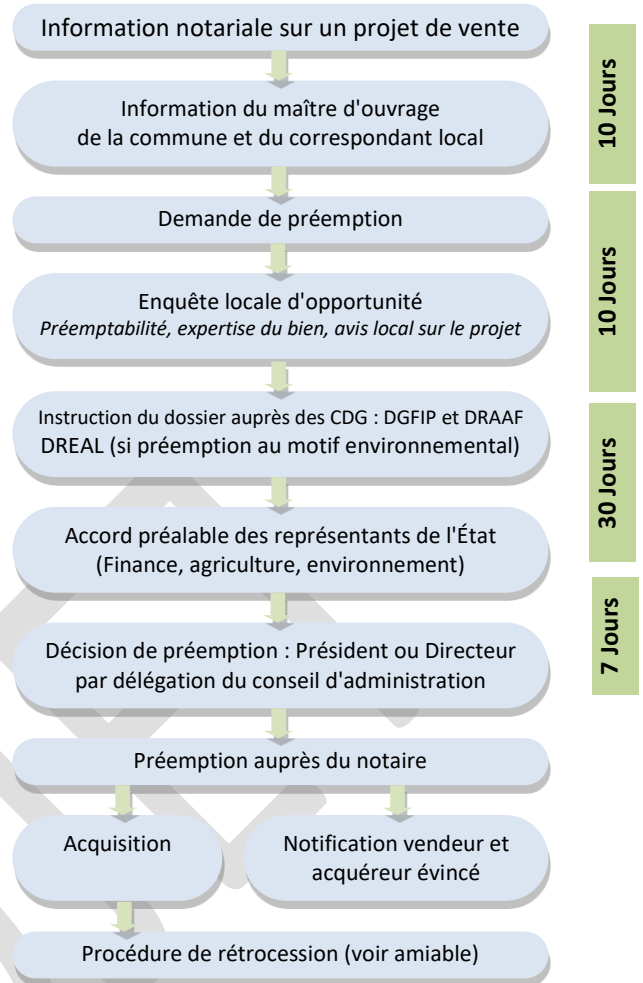 Information notariale sur un projet de vente
Information du maître d'ouvrage
de la commune et du correspondant local
10 Jours
Demande de préemption
Enquête locale d'opportunité
Préemptabilité, expertise du bien, avis local sur le projet
10 Jours
Instruction du dossier auprès des CDG : DGFIP et DRAAF
DREAL (si préemption au motif environnemental)
Accord préalable des représentants de l'État
(Finance, agriculture, environnement)
30 Jours
Décision de préemption : Président ou Directeur
par délégation du conseil d'administration
7 Jours
Préemption auprès du notaire
Acquisition
Notification vendeur et
acquéreur évincé
Procédure de rétrocession (voir amiable)